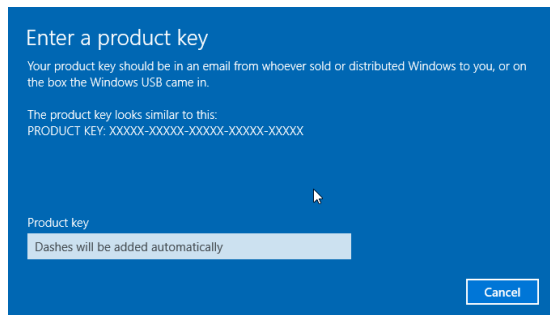 Enter a product key
Your product key should be in an email from whoever sold or distributed Windows to you, or on
the box the Windows USB came in.
The product key looks similar to this:
PRODUCT KEY: XXXXX-XXXXX-XXXXX-XXXXX-XXXXX
Product key
Dashes will be added automatically
Cancel